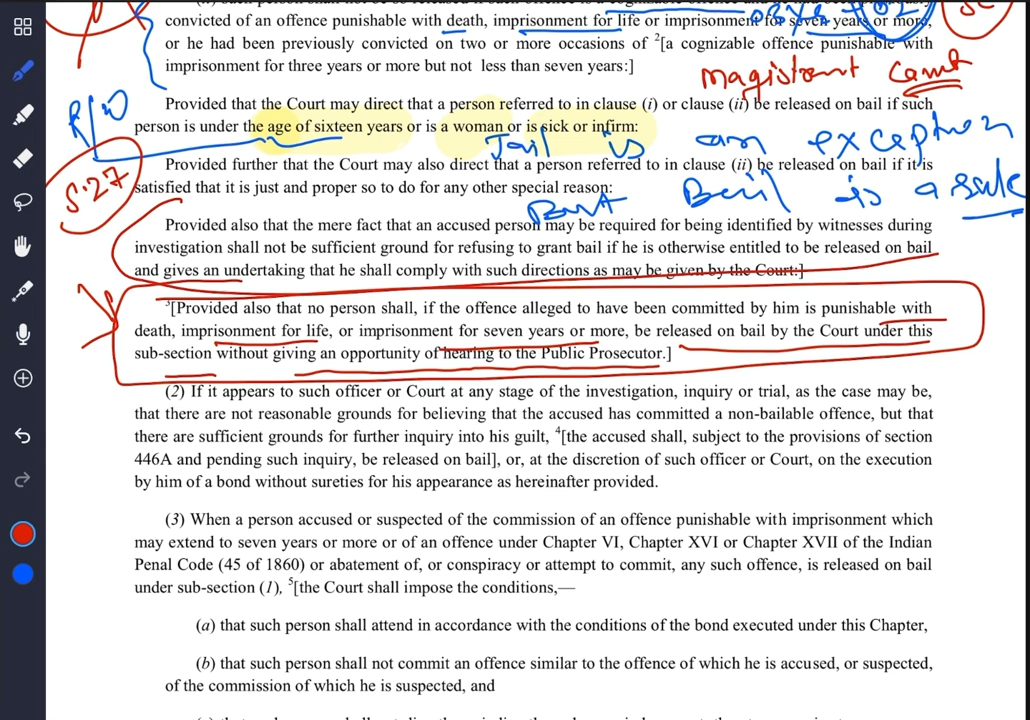 convicted of an offence punishable with death, imprisonment for life or imprisonment for seven years or more,
or he had been previously convicted on two or more occasions of ²[a cognizable offence punishable with
imprisonment for three years or more but not less than seven years:]
magistant Camt
R/W
Provided that the Court may direct that a person referred to in clause (i) or clause (ii) be released on bail if such
person is under the age of sixteen years or is a woman or is sick or infirm:
Jail is an exception
Provided further that the Court may also direct that a person referred to in clause (ii) be released on bail if it is
S.27
satisfied that it is just and proper so to do for any other special reason:
But Bail is a rule
Provided also that the mere fact that an accused person may be required for being identified by witnesses during
investigation shall not be sufficient ground for refusing to grant bail if he is otherwise entitled to be released on bail
and gives an undertaking that he shall comply with such directions as may be given by the Court:]
³[Provided also that no person shall, if the offence alleged to have been committed by him is punishable with
death, imprisonment for life, or imprisonment for seven years or more, be released on bail by the Court under this
sub-section without giving an opportunity of hearing to the Public Prosecutor.]
(2) If it appears to such officer or Court at any stage of the investigation, inquiry or trial, as the case may be,
that there are not reasonable grounds for believing that the accused has committed a non-bailable offence, but that
there are sufficient grounds for further inquiry into his guilt, ⁴[the accused shall, subject to the provisions of section
446A and pending such inquiry, be released on bail], or, at the discretion of such officer or Court, on the execution
by him of a bond without sureties for his appearance as hereinafter provided.
(3) When a person accused or suspected of the commission of an offence punishable with imprisonment which
may extend to seven years or more or of an offence under Chapter VI, Chapter XVI or Chapter XVII of the Indian
Penal Code (45 of 1860) or abatement of, or conspiracy or attempt to commit, any such offence, is released on bail
under sub-section (1), ⁵[the Court shall impose the conditions,—
(a) that such person shall attend in accordance with the conditions of the bond executed under this Chapter,
(b) that such person shall not commit an offence similar to the offence of which he is accused, or suspected,
of the commission of which he is suspected, and